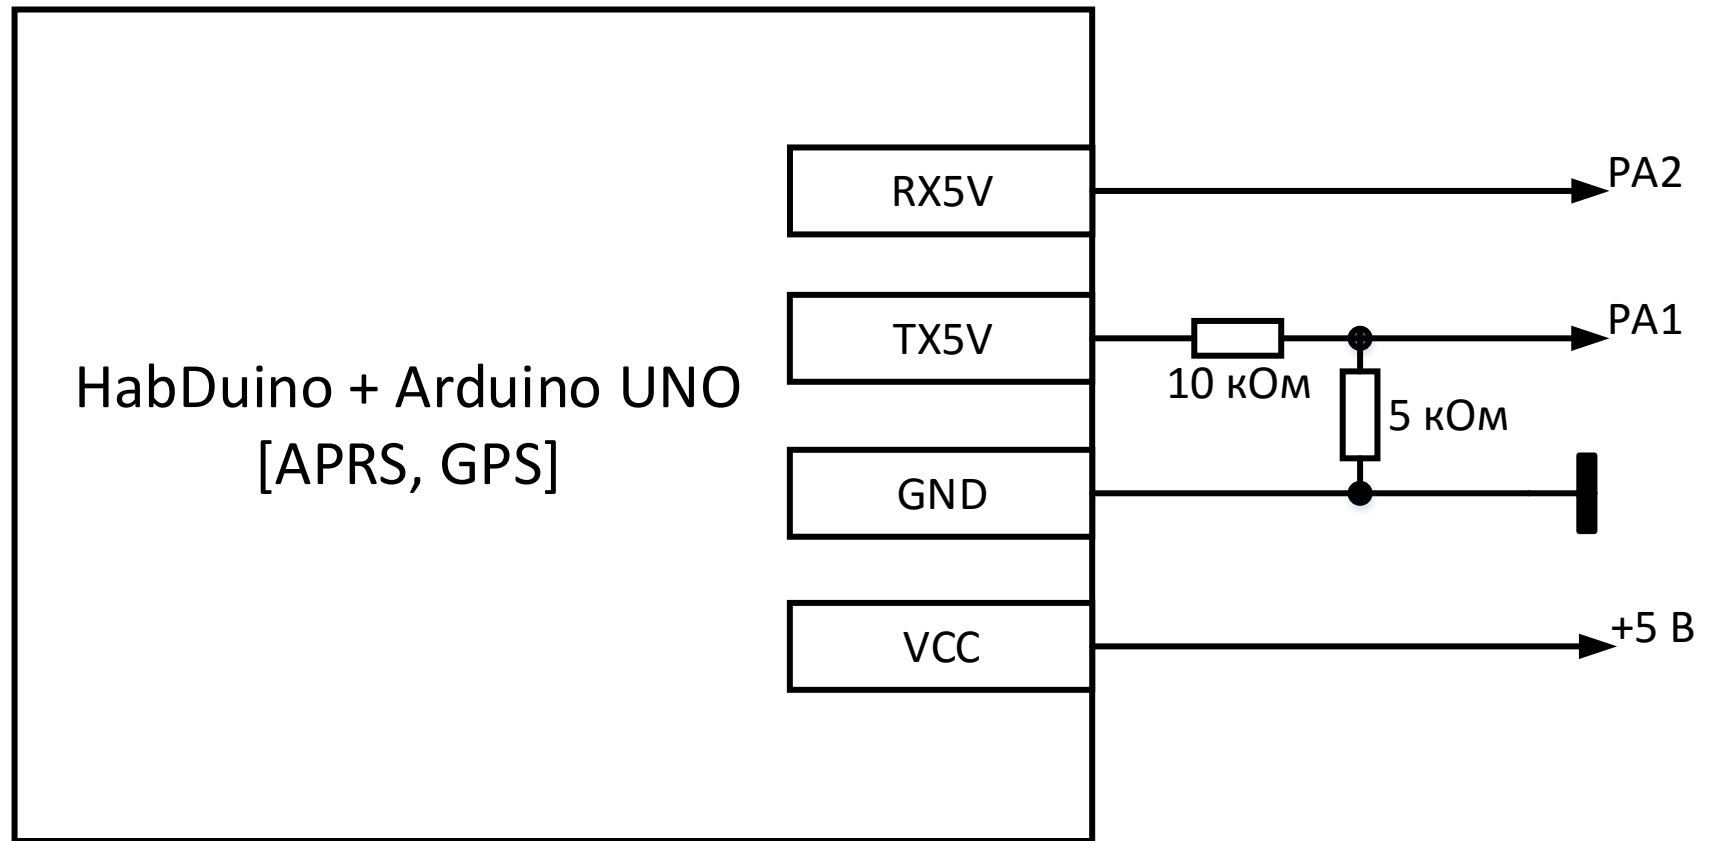 RX5V
PA2
TX5V
PA1
10 кОм
5 кОм
HabDuino + Arduino UNO
[APRS, GPS]
GND
VCC
+5 В